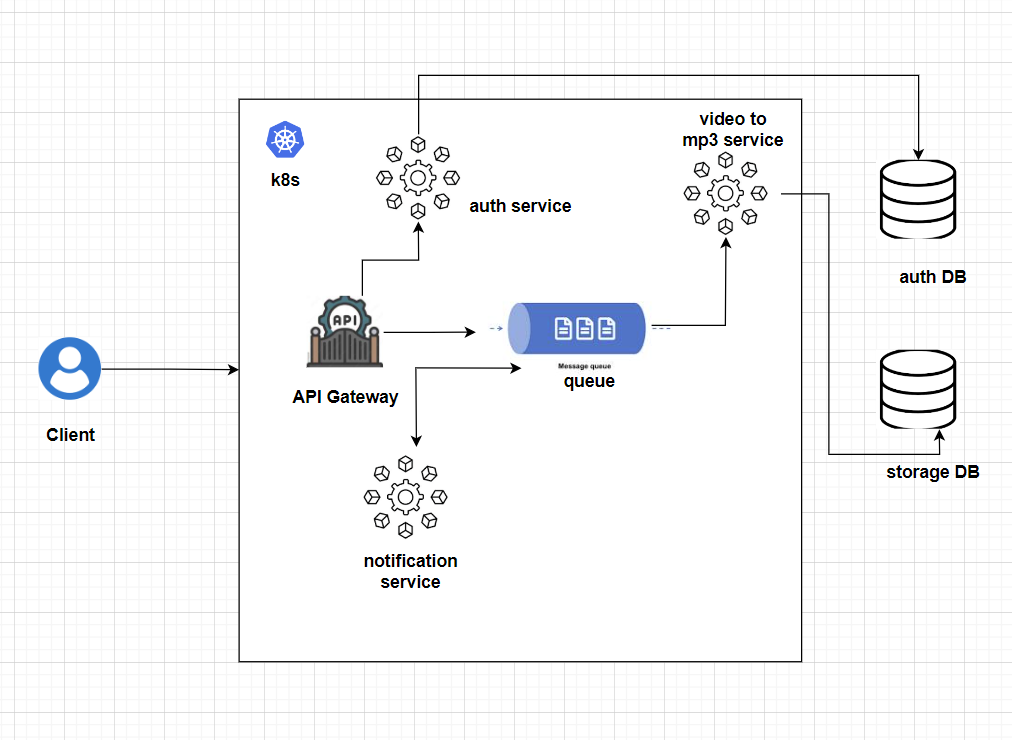 video to
mp3 service
k8s
auth service
auth DB
API
API Gateway
Message queue
queue
Client
storage DB
notification
service